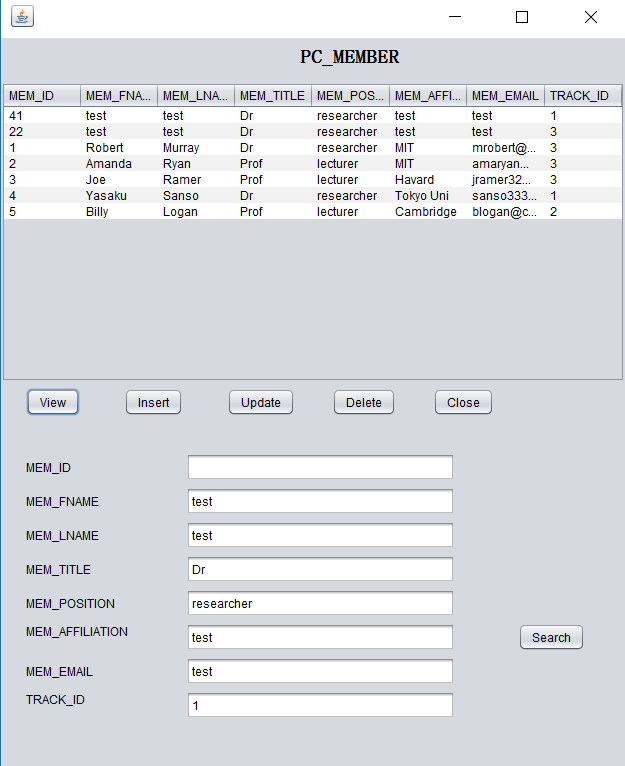 PC_MEMBER
MEM_ID MEM_FNA... MEM_LNA... MEM_TITLE MEM_POS... MEM_AFFI... MEM_EMAIL TRACK_ID
41 test test Dr researcher test test 1
22 test test Dr researcher test test 3
1 Robert Murray Dr researcher MIT mrobert@... 3
2 Amanda Ryan Prof lecturer MIT amaryan... 3
3 Joe Ramer Prof lecturer Havard jramer32... 3
4 Yasaku Sanso Dr researcher Tokyo Uni sanso333... 1
5 Billy Logan Prof lecturer Cambridge blogan@c... 2
View Insert Update Delete Close
MEM_ID
MEM_FNAME test
MEM_LNAME test
MEM_TITLE Dr
MEM_POSITION researcher
MEM_AFFILIATION test Search
MEM_EMAIL test
TRACK_ID 1